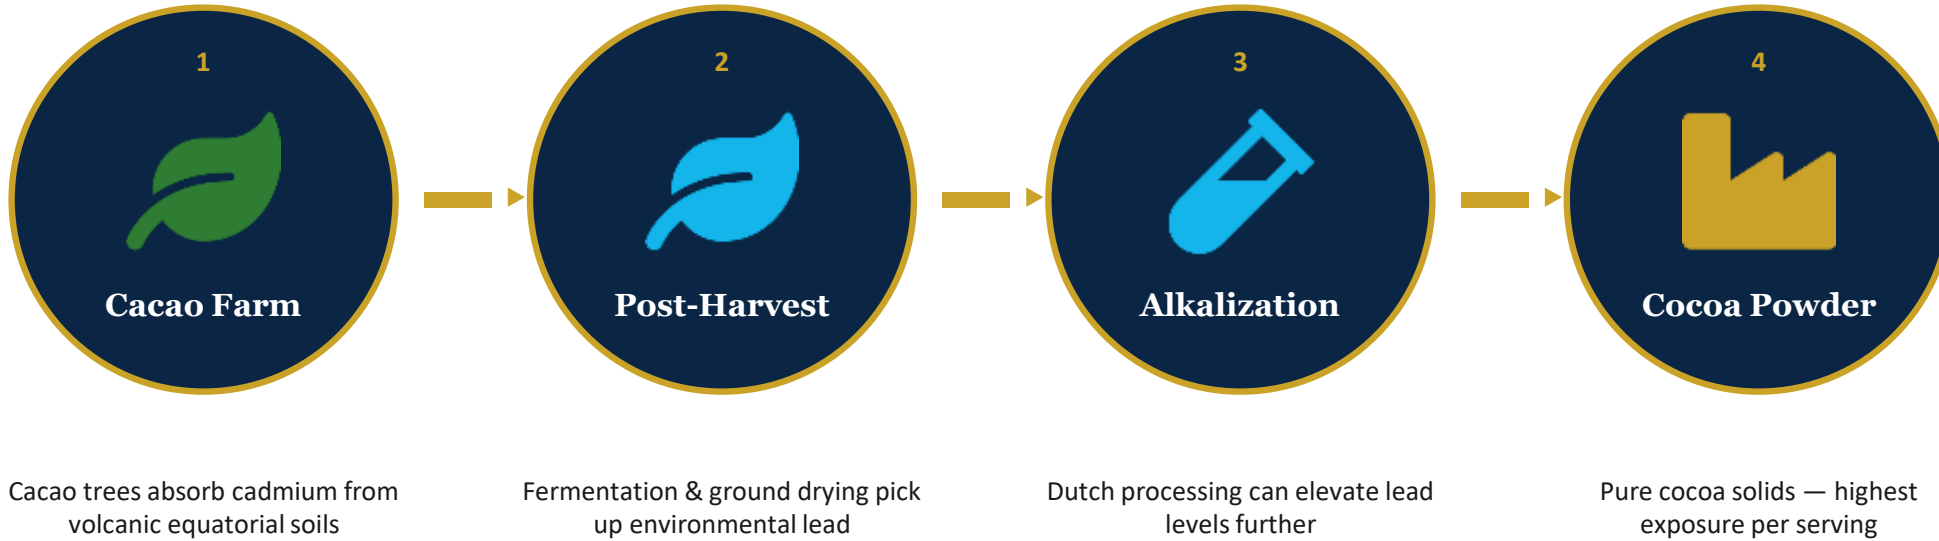 1
Cacao Farm
Cacao trees absorb cadmium from
volcanic equatorial soils
2
Post-Harvest
Fermentation & ground drying pick
up environmental lead
3
Alkalization
Dutch processing can elevate lead
levels further
4
Cocoa Powder
Pure cocoa solids — highest
exposure per serving